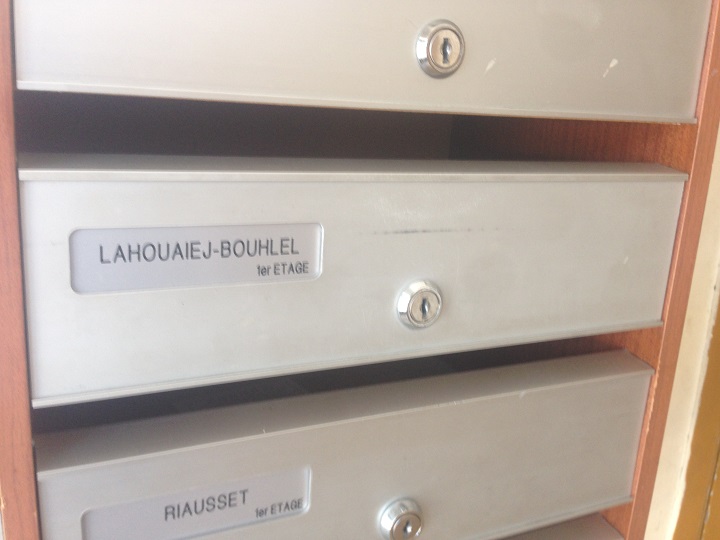 LAHOUAIEJ-BOUHLEL
1er ETAGE
RIAUSSET
1er ETAGE